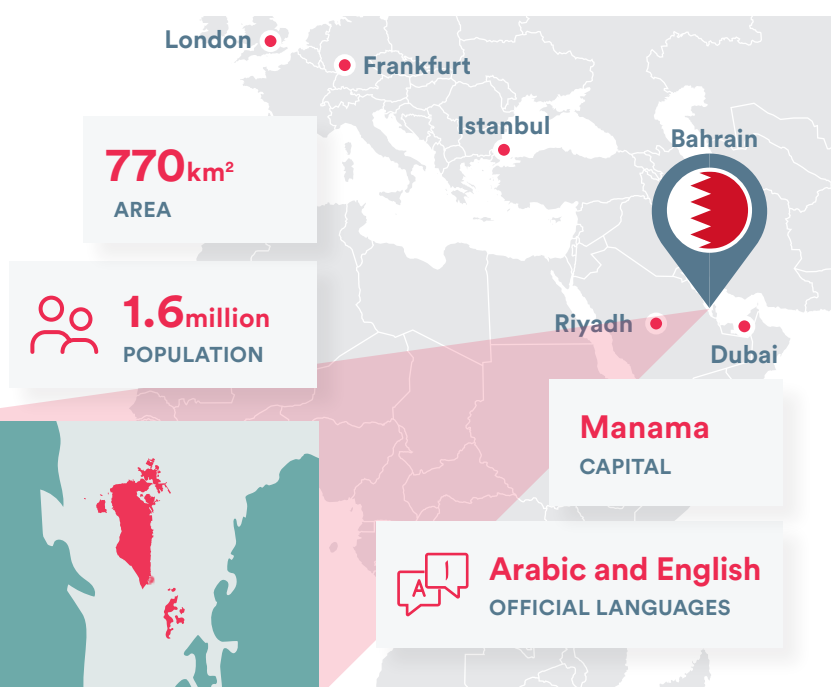 London
Frankfurt
Istanbul
Bahrain
770km²
AREA
1.6million
POPULATION
Riyadh
Dubai
Manama
CAPITAL
A ا
Arabic and English
OFFICIAL LANGUAGES